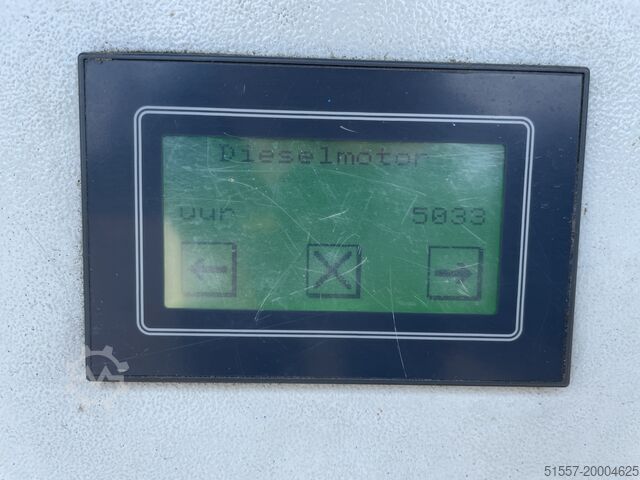 Dieselmotor
uur 5033
← X →
51557-20004625